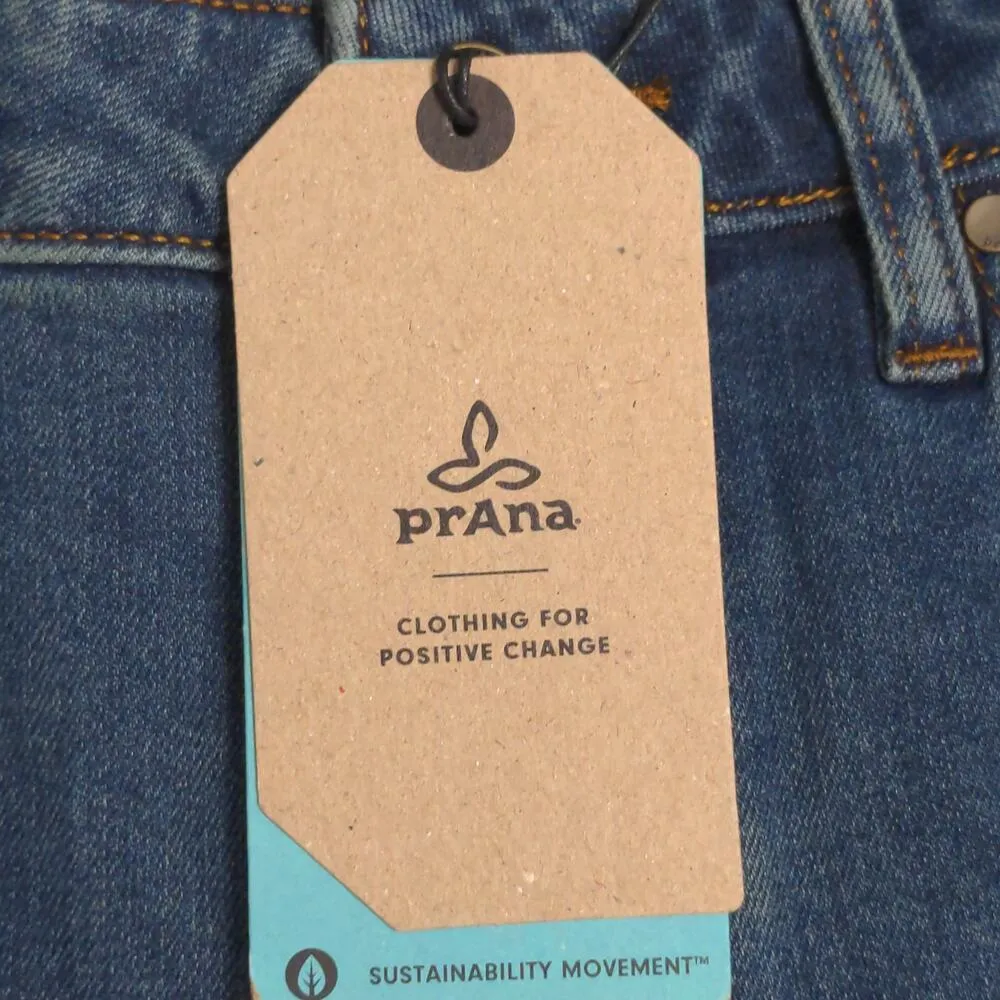 prAna
CLOTHING FOR
POSITIVE CHANGE
SUSTAINABILITY MOVEMENT™